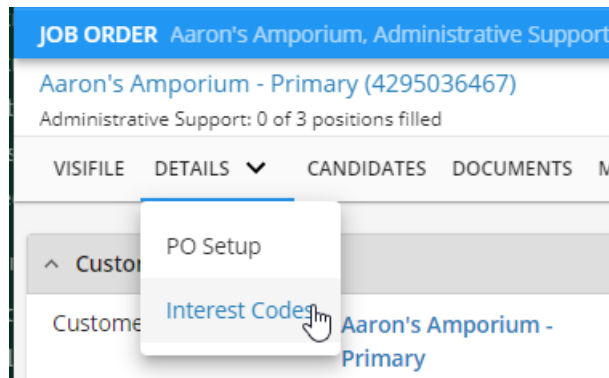 JOB ORDER Aaron's Amporium, Administrative Support
Aaron's Amporium - Primary (4295036467)
Administrative Support: 0 of 3 positions filled
VISIFILE DETAILS CANDIDATES DOCUMENTS
PO Setup
Interest Codes
Aaron's Amporium -
Primary